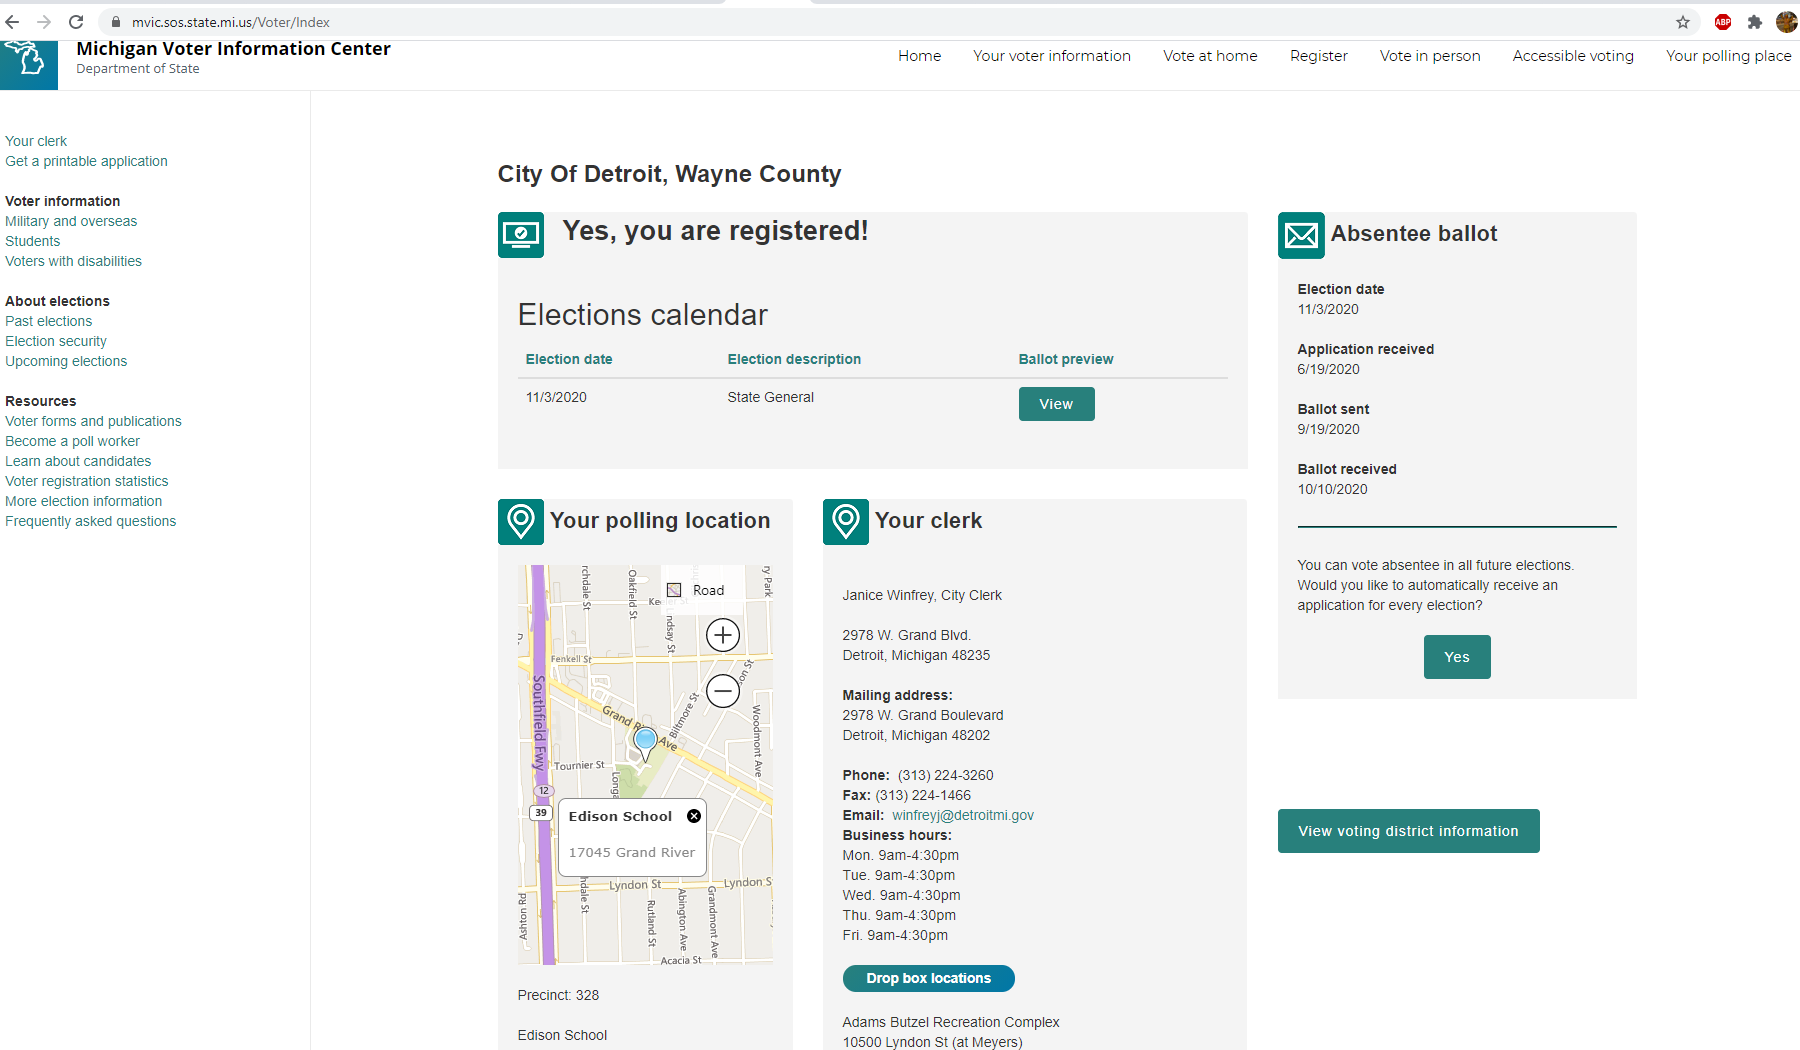 mvic.sos.state.mi.us/Voter/Index
ABP
Michigan Voter Information Center
Department of State
Home
Your voter information
Vote at home
Register
Vote in person
Accessible voting
Your polling place
Your clerk
Get a printable application
Voter information
Military and overseas
Students
Voters with disabilities
About elections
Past elections
Election security
Upcoming elections
Resources
Voter forms and publications
Become a poll worker
Learn about candidates
Voter registration statistics
More election information
Frequently asked questions
City Of Detroit, Wayne County
Yes, you are registered!
Elections calendar
Election date Election description Ballot preview
11/3/2020 State General View
Your polling location
Road
Oakfield St
Fenkell St
Southfield Fwy
Biltmore St
Woodmont Ave
Tournier St
12
39
Edison School
17045 Grand River
Lyndon St
Lyndon S
Ashton Rd
Rutland St
Abington Ave
Grandmont Ave
Acacia St
Precinct: 328
Edison School
Your clerk
Janice Winfrey, City Clerk
2978 W. Grand Blvd.
Detroit, Michigan 48235
Mailing address:
2978 W. Grand Boulevard
Detroit, Michigan 48202
Phone: (313) 224-3260
Fax: (313) 224-1466
Email: winfreyj@detroitmi.gov
Business hours:
Mon. 9am-4:30pm
Tue. 9am-4:30pm
Wed. 9am-4:30pm
Thu. 9am-4:30pm
Fri. 9am-4:30pm
Drop box locations
Adams Butzel Recreation Complex
10500 Lyndon St (at Meyers)
Absentee ballot
Election date
11/3/2020
Application received
6/19/2020
Ballot sent
9/19/2020
Ballot received
10/10/2020
You can vote absentee in all future elections.
Would you like to automatically receive an
application for every election?
Yes
View voting district information